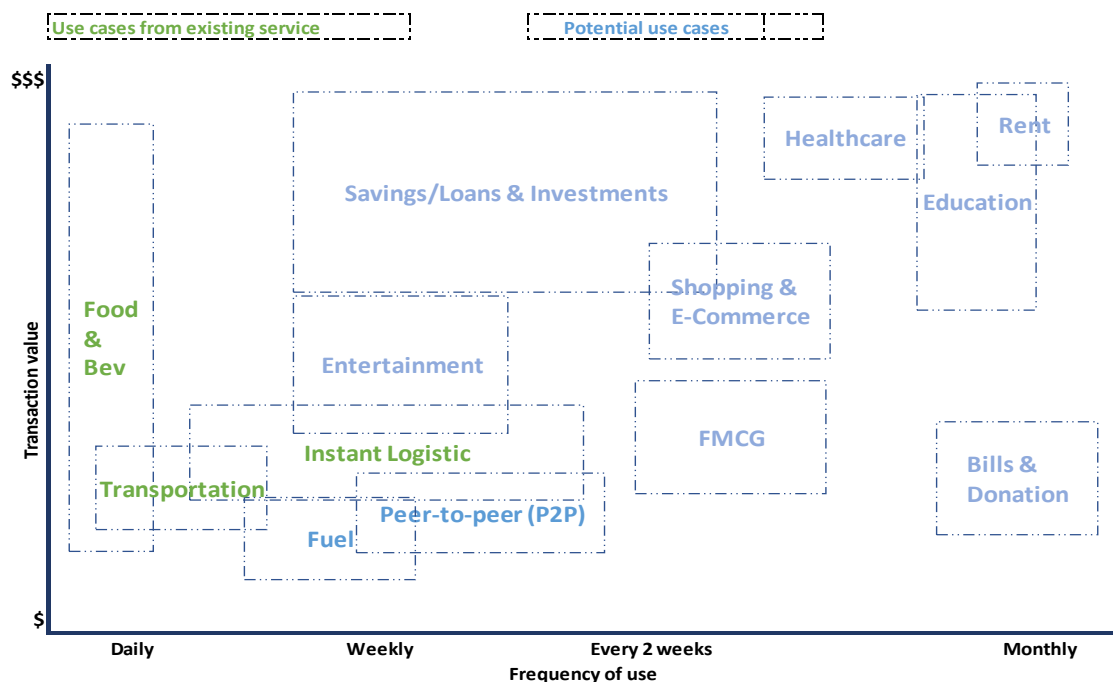 Use cases from existing service
Potential use cases
$$$
Healthcare
Rent
Savings/Loans & Investments
Education
Shopping &
E-Commerce
Food
&
Bev
Entertainment
FMCG
Instant Logistic
Bills &
Donation
Transportation
Peer-to-peer (P2P)
Fuel
Transaction value
$
Daily
Weekly
Every 2 weeks
Monthly
Frequency of use